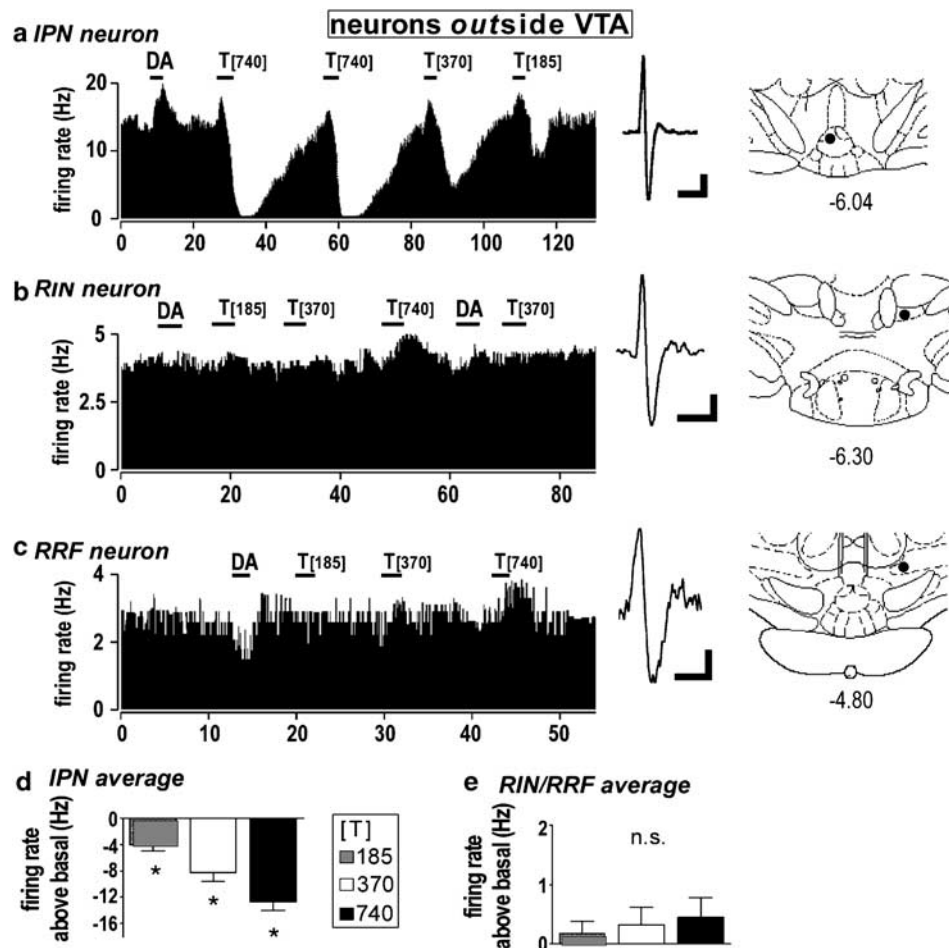 neurons outside VTA
a IPN neuron
DA T[740] T[740] T[370] T[185]
firing rate (Hz)
20
10
0
0 20 40 60 80 100 120
-6.04
b RIN neuron
DA T[185] T[370] T[740] DA T[370]
firing rate (Hz)
5
2.5
0
0 20 40 60 80
-6.30
c RRF neuron
DA T[185] T[370] T[740]
firing rate (Hz)
4
2
0
0 10 20 30 40 50
-4.80
d IPN average
firing rate
above basal (Hz)
0
-4
-8
-12
-16
* * *
[T]
185
370
740
e RIN/RRF average
firing rate
above basal (Hz)
2
1
0
n.s.